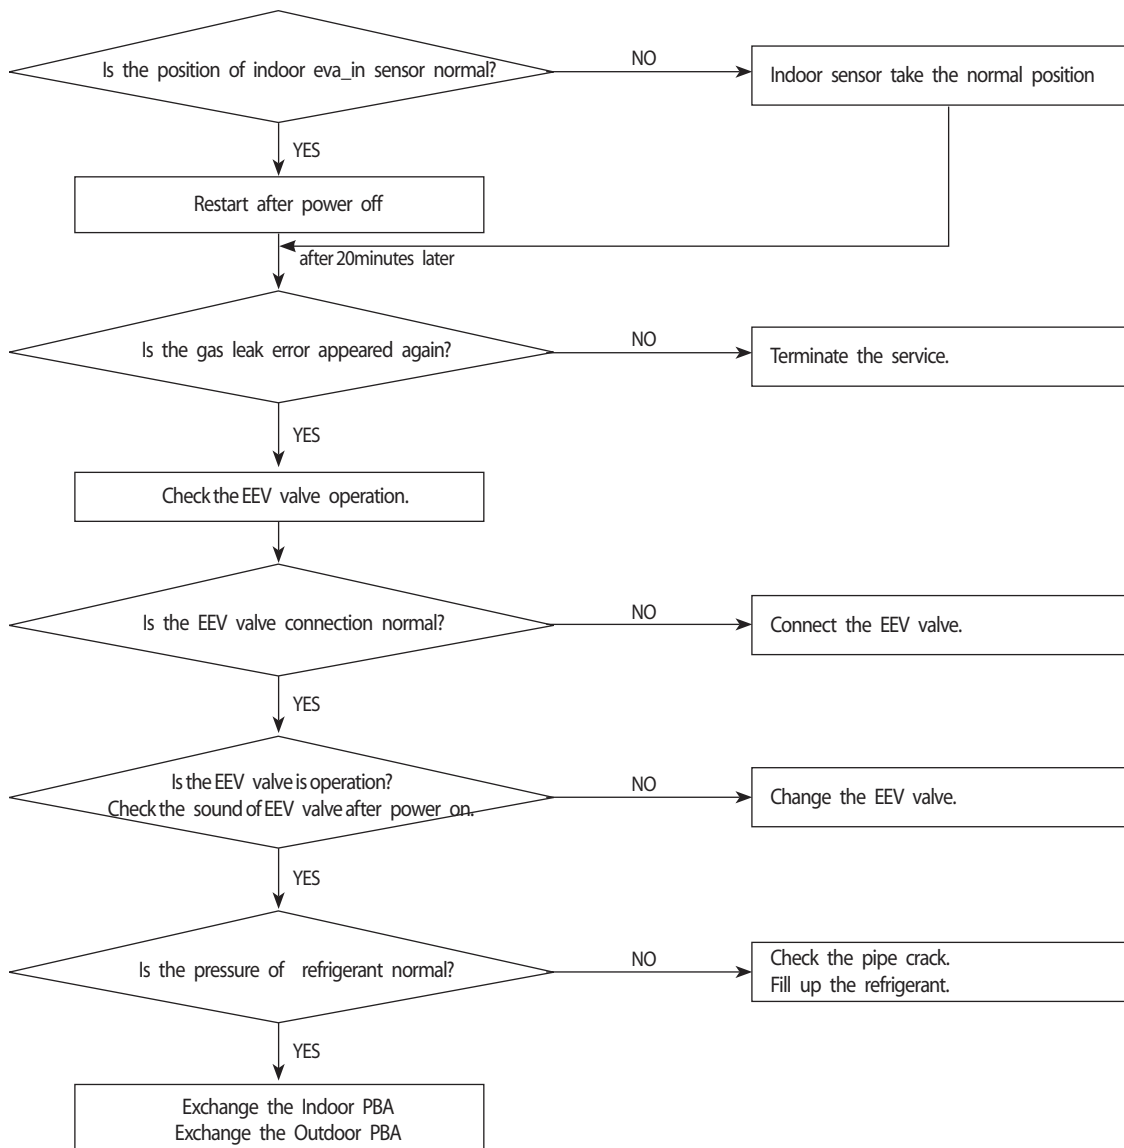 Is the position of indoor eva_in sensor normal?
NO
Indoor sensor take the normal position
YES
Restart after power off
after 20minutes later
Is the gas leak error appeared again?
NO
Terminate the service.
YES
Check the EEV valve operation.
Is the EEV valve connection normal?
NO
Connect the EEV valve.
YES
Is the EEV valve is operation?
Check the sound of EEV valve after power on.
NO
Change the EEV valve.
YES
Is the pressure of refrigerant normal?
NO
Check the pipe crack.
Fill up the refrigerant.
YES
Exchange the Indoor PBA
Exchange the Outdoor PBA